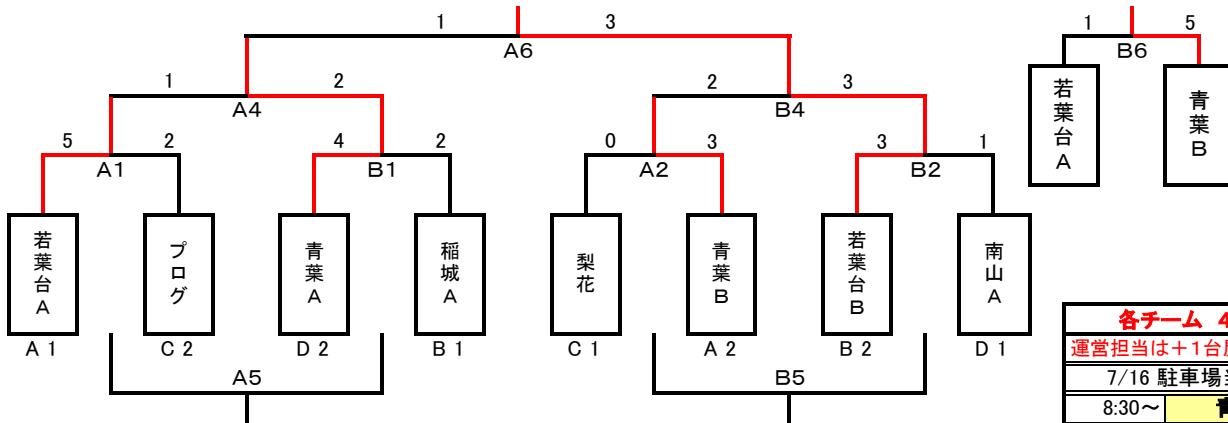 1 3
A6
1 5
B6
若葉台A
青葉B
1 2
A4
2 3
B4
5 2
A1
4 2
B1
0 3
A2
3 1
B2
若葉台A
プログ
青葉A
稲城A
梨花
青葉B
若葉台B
南山A
A1 C2 D2 B1 C1 A2 B2 D1
A5
B5
各チーム 4
運営担当は+1台
7/16 駐車場
8:30~